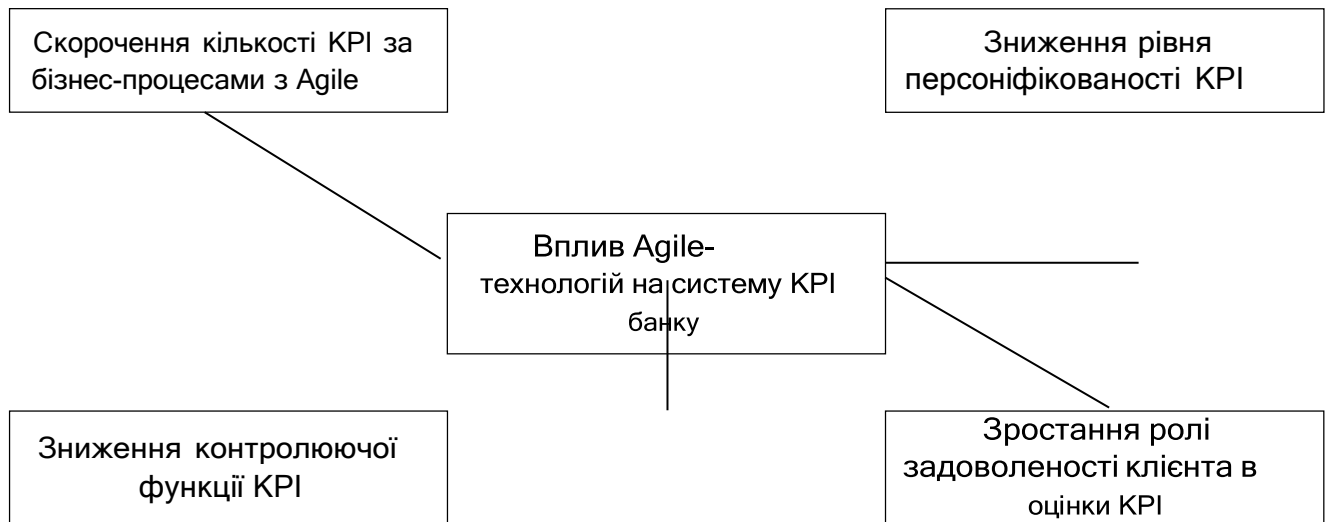 Скорочення кількості KPI за
бізнес-процесами з Agile
Зниження рівня
персоніфікованості KPI
Вплив Agile-
технологій на систему KPI
банку
Зниження контролюючої
функції KPI
Зростання ролі
задоволеності клієнта в
оцінки KPI